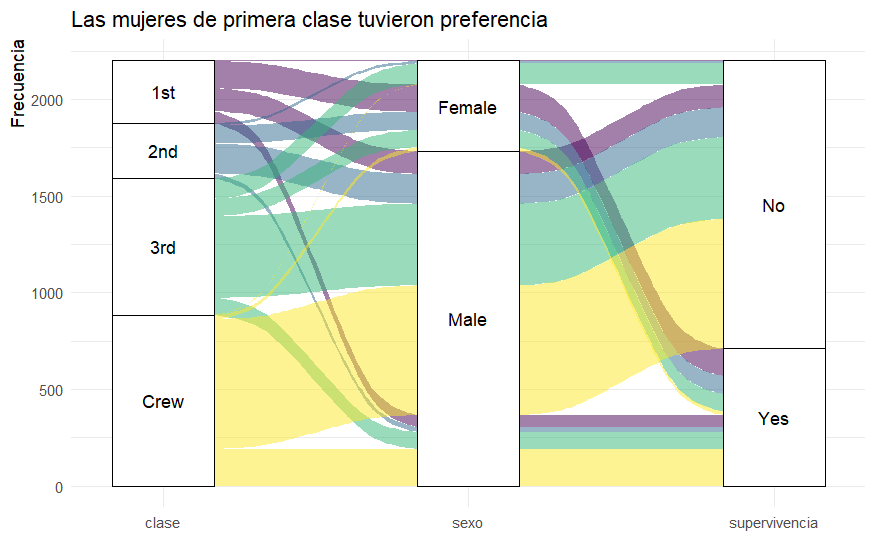 Las mujeres de primera clase tuvieron preferencia
Frecuencia
2000
1500
1000
500
0
1st
2nd
3rd
Crew
Female
Male
No
Yes
clase
sexo
supervivencia